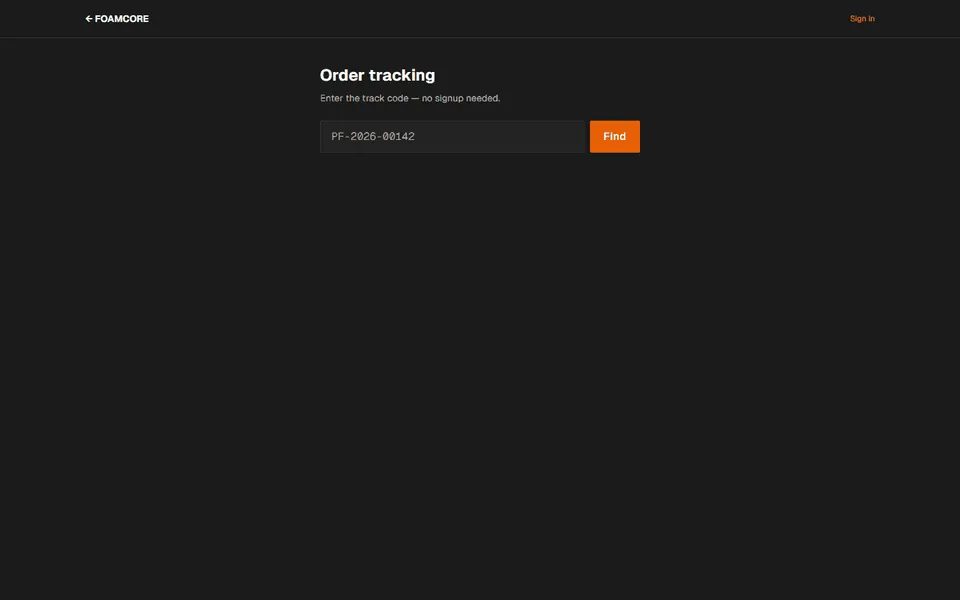 ← FOAMCORE
Sign in
Order tracking
Enter the track code — no signup needed.
PF-2026-00142
Find